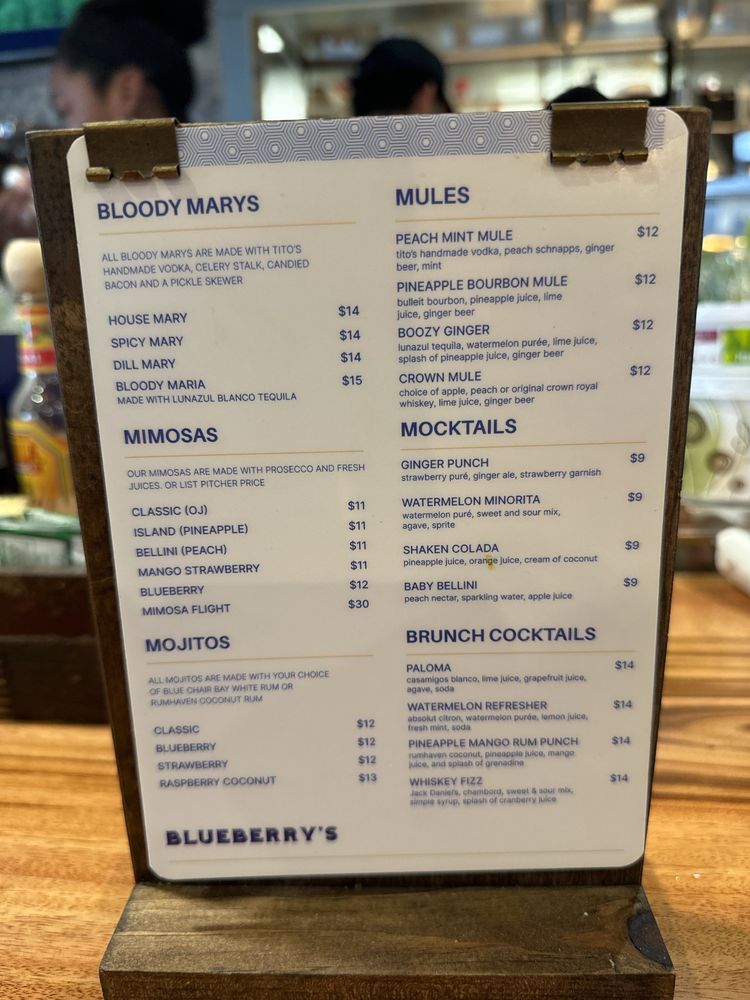 BLOODY MARYS
ALL BLOODY MARYS ARE MADE WITH TITO'S
HANDMADE VODKA, CELERY STALK, CANDIED
BACON AND A PICKLE SKEWER
HOUSE MARY $14
SPICY MARY $14
DILL MARY $14
BLOODY MARIA $15
MADE WITH LUNAZUL BLANCO TEQUILA
MIMOSAS
OUR MIMOSAS ARE MADE WITH PROSECCO AND FRESH
JUICES. OR LIST PITCHER PRICE
CLASSIC (OJ) $11
ISLAND (PINEAPPLE) $11
BELLINI (PEACH) $11
MANGO STRAWBERRY $11
BLUEBERRY $12
MIMOSA FLIGHT $30
MOJITOS
ALL MOJITOS ARE MADE WITH YOUR CHOICE
OF BLUE CHAIR BAY WHITE RUM OR
RUMHAVEN COCONUT RUM
CLASSIC $12
BLUEBERRY $12
STRAWBERRY $12
RASPBERRY COCONUT $13
BLUEBERRY'S
MULES
PEACH MINT MULE $12
tito's handmade vodka, peach schnapps, ginger
beer, mint
PINEAPPLE BOURBON MULE $12
bulleit bourbon, pineapple juice, lime
juice, ginger beer
BOOZY GINGER $12
lunazul tequila, watermelon purée, lime juice,
splash of pineapple juice, ginger beer
CROWN MULE $12
choice of apple, peach or original crown royal
whiskey, lime juice, ginger beer
MOCKTAILS
GINGER PUNCH $9
strawberry puré, ginger ale, strawberry garnish
WATERMELON MINORITA $9
watermelon puré, sweet and sour mix,
agave, sprite
SHAKEN COLADA $9
pineapple juice, orange juice, cream of coconut
BABY BELLINI $9
peach nectar, sparkling water, apple juice
BRUNCH COCKTAILS
PALOMA $14
casamigos blanco, lime juice, grapefruit juice,
agave, soda
WATERMELON REFRESHER $14
absolut citron, watermelon purée, lemon juice,
fresh mint, soda
PINEAPPLE MANGO RUM PUNCH $14
rumhaven coconut, pineapple juice, mango
juice, and splash of grenadine
WHISKEY FIZZ $14
Jack Daniel's, chambord, sweet & sour mix,
simple syrup, splash of cranberry juice